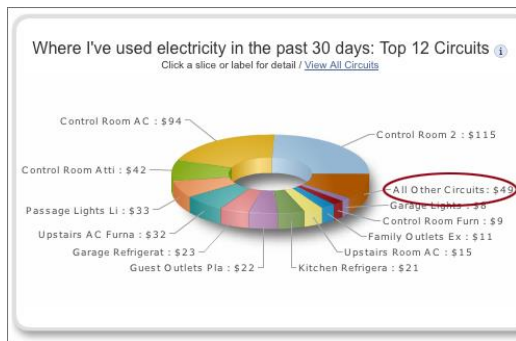 Where I've used electricity in the past 30 days: Top 12 Circuits i
Click a slice or label for detail / View All Circuits
Control Room AC : $94
Control Room 2 : $115
Control Room Atti : $42
All Other Circuits: $49
Garage Lights : $8
Passage Lights Li : $33
Control Room Furn : $9
Upstairs AC Furna : $32
Family Outlets Ex : $11
Garage Refrigerat : $23
Upstairs Room AC : $15
Guest Outlets Pla : $22
Kitchen Refrigera : $21